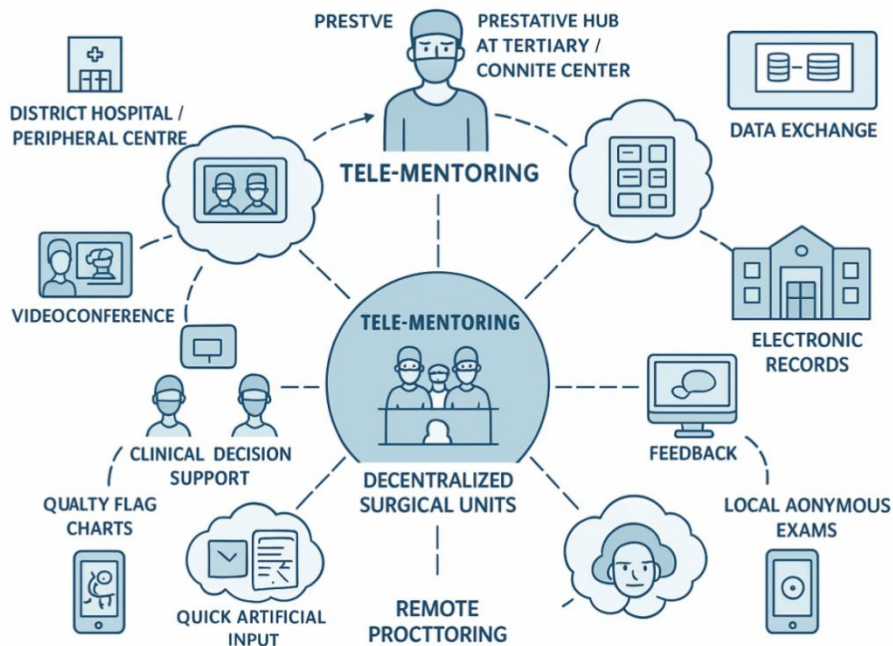 PRESTVE
PRESTATIVE HUB
AT TERTIARY /
CONNITE CENTER
TELE-MENTORING
DISTRICT HOSPITAL /
PERIPHERAL CENTRE
DATA EXCHANGE
VIDEOCONFERENCE
TELE-MENTORING
ELECTRONIC
RECORDS
CLINICAL DECISION
SUPPORT
DECENTRALIZED
SURGICAL UNITS
FEEDBACK
QUALTY FLAG
CHARTS
LOCAL AONYMOUS
EXAMS
QUICK ARTIFICIAL
INPUT
REMOTE
PROCTTORING